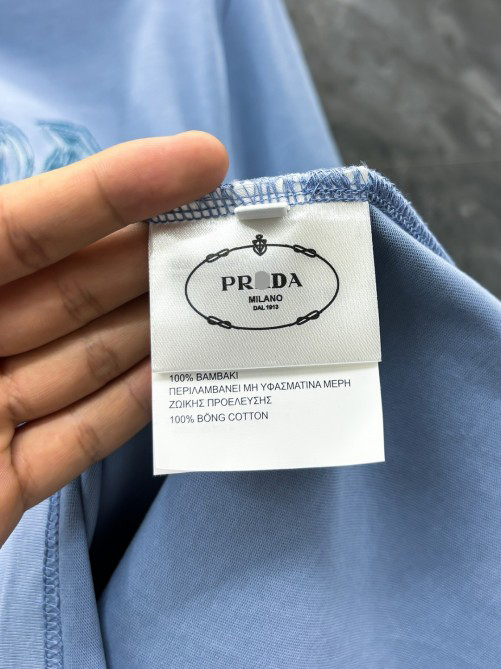 PRADA
MILANO
DAL 1913
100% ΒΑΜΒΑΚΙ
ΠΕΡΙΛΑΜΒΑΝΕΙ ΜΗ ΥΦΑΣΜΑΤΙΝΑ ΜΕΡΗ
ΖΩΙΚΗΣ ΠΡΟΕΛΕΥΣΗΣ
100% BÔNG COTTON